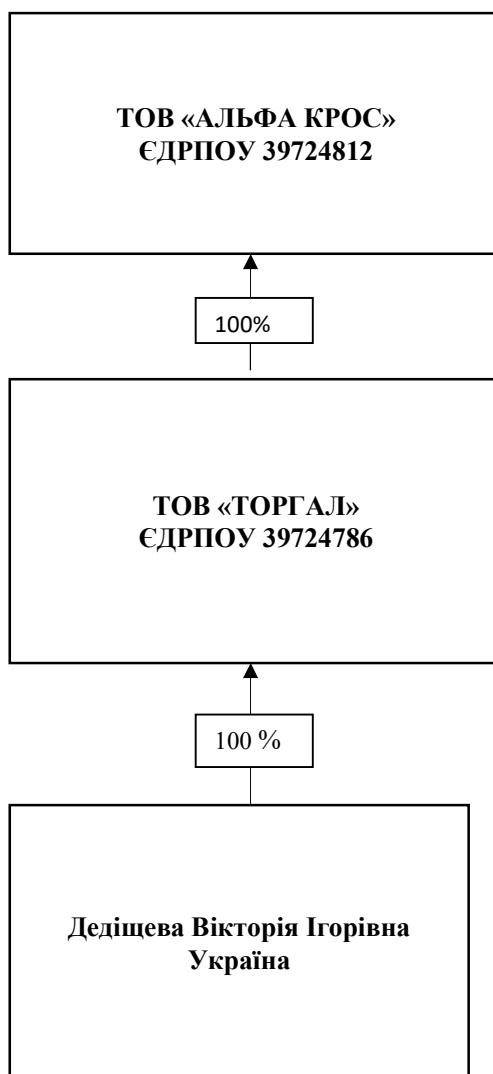 ТОВ «АЛЬФА КРОС»
ЄДРПОУ 39724812
100%
ТОВ «ТОРГАЛ»
ЄДРПОУ 39724786
100 %
Дедіщева Вікторія Ігорівна
Україна